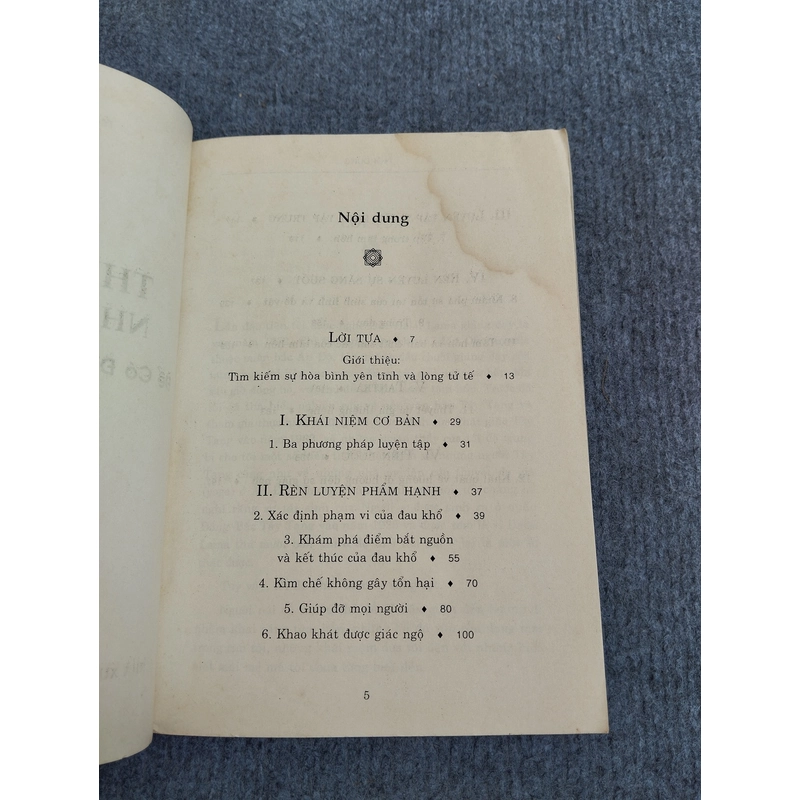 Nội dung
LỜI TỰA ♦ 7
Giới thiệu:
Tìm kiếm sự hòa bình yên tĩnh và lòng tử tế ♦ 13
I. KHÁI NIỆM CƠ BẢN ♦ 29
1. Ba phương pháp luyện tập ♦ 31
II. RÈN LUYỆN PHẨM HẠNH ♦ 37
2. Xác định phạm vi của đau khổ ♦ 39
3. Khám phá điểm bắt nguồn
và kết thúc của đau khổ ♦ 55
4. Kìm chế không gây tổn hại ♦ 70
5. Giúp đỡ mọi người ♦ 80
6. Khao khát được giác ngộ ♦ 100
5